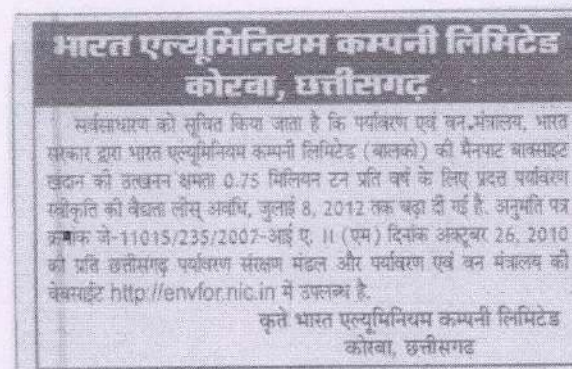 भारत एल्यूमिनियम कम्पनी लिमिटेड
कोरबा, छत्तीसगढ़
सर्वसाधारण को सूचित किया जाता है कि पर्यावरण एवं वन-मंत्रालय, भारत
सरकार द्वारा भारत एल्यूमिनियम कम्पनी लिमिटेड (बालको) की मैनपाट बाक्साइट
खदान की उत्खनन क्षमता 0.75 मिलियन टन प्रति वर्ष के लिए प्रदत्त पर्यावरण
स्वीकृति की वैद्यता लीस् अवधि, जुलाई 8, 2012 तक बढ़ा दी गई है. अनुमति पत्र
क्रमांक जे-11015/235/2007-आई ए. II (एम) दिनांक अक्टूबर 26, 2010
की प्रति छत्तीसगढ़ पर्यावरण संरक्षण मंडल और पर्यावरण एवं वन मंत्रालय की
वेबसाईट http://envfor.nic.in में उपलब्ध है.
कृते भारत एल्यूमिनियम कम्पनी लिमिटेड
कोरबा, छत्तीसगढ़